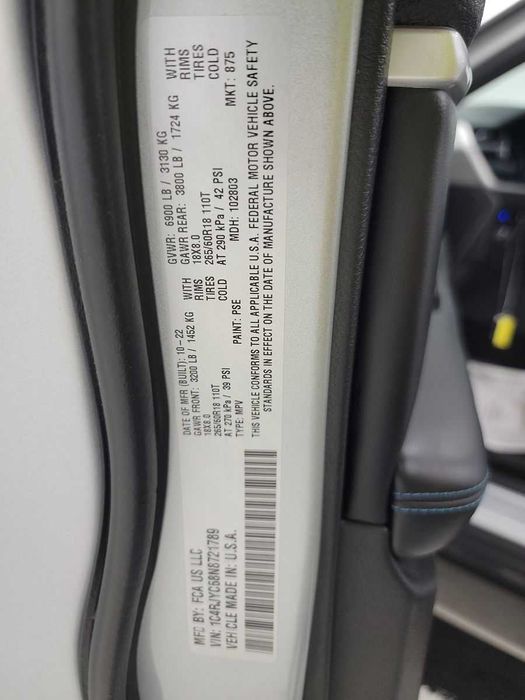 MFD BY: FCA US LLC
DATE OF MFR (BUILT): 10-22
GVWR: 6900 LB / 3130 KG
GAWR FRONT: 3200 LB / 1452 KG WITH
GAWR REAR: 3800 LB / 1724 KG WITH
18X8.0 RIMS
18X8.0 RIMS
265/60R18 110T TIRES
265/60R18 110T TIRES
AT 270 kPa / 39 PSI COLD
AT 290 kPa / 42 PSI COLD
VIN: 1C4RJYC68N8721789
TYPE: MPV
PAINT: PSE
MDH: 102803
MKT: 875
VEHICLE MADE IN: U.S.A.
THIS VEHICLE CONFORMS TO ALL APPLICABLE U.S.A. FEDERAL MOTOR VEHICLE SAFETY
STANDARDS IN EFFECT ON THE DATE OF MANUFACTURE SHOWN ABOVE.